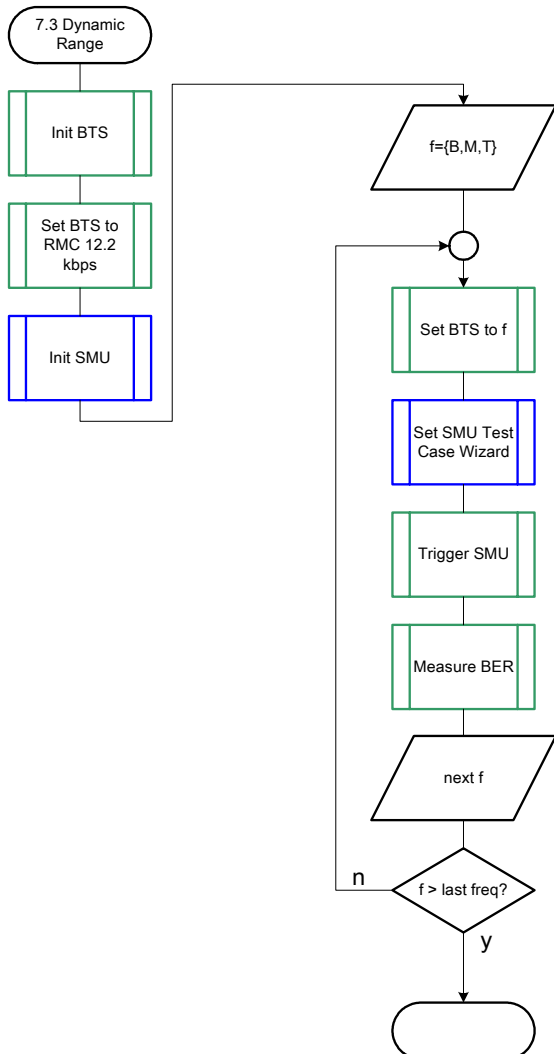 7.3 Dynamic
Range
Init BTS
Set BTS to
RMC 12.2
kbps
Init SMU
f={B,M,T}
Set BTS to f
Set SMU Test
Case Wizard
Trigger SMU
Measure BER
next f
f > last freq?
n
y